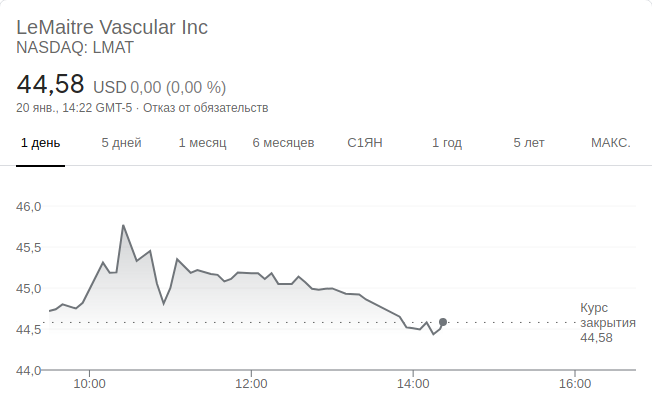 LeMaitre Vascular Inc
NASDAQ: LMAT
44,58 USD 0,00 (0,00 %)
20 янв., 14:22 GMT-5 · Отказ от обязательств
1 день 5 дней 1 месяц 6 месяцев С1ЯН 1 год 5 лет МАКС.
46,0
45,5
45,0
44,5
44,0
Курс
закрытия
44,58
10:00 12:00 14:00 16:00